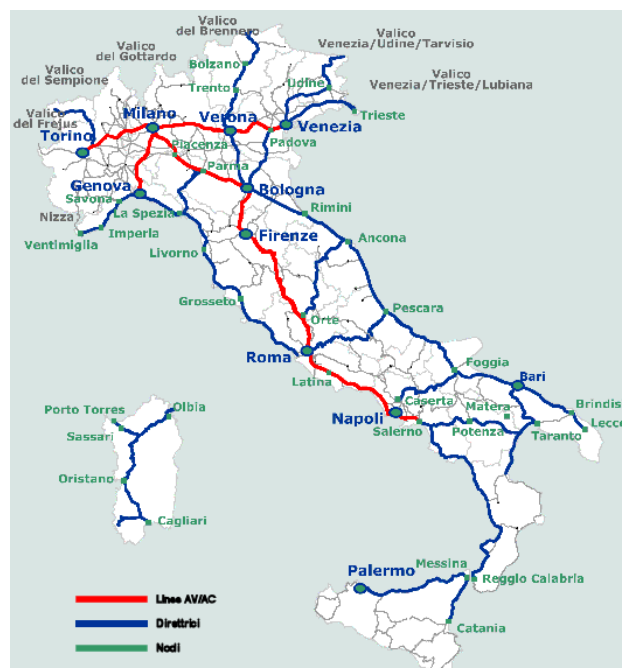 Valico
del Brennero
Valico
del Gottardo
Valico
Venezia/Udine/Tarvisio
Valico
del Sempione
Valico
Venezia/Trieste/Lubiana
Bolzano
Trento
Udine
Valico
del Frejus
Milano
Verona
Venezia
Trieste
Torino
Padova
Piacenza
Parma
Genova
Bologna
Savona
La Spezia
Rimini
Nizza
Imperia
Ventimiglia
Firenze
Livorno
Ancona
Grosseto
Orte
Pescara
Roma
Latina
Foggia
Bari
Caserta
Matera
Brindisi
Napoli
Salerno
Potenza
Taranto
Lecce
Porto Torres
Olbia
Sassari
Oristano
Cagliari
Messina
Reggio Calabria
Palermo
Catania
Linee AV/AC
Direttrici
Nodi